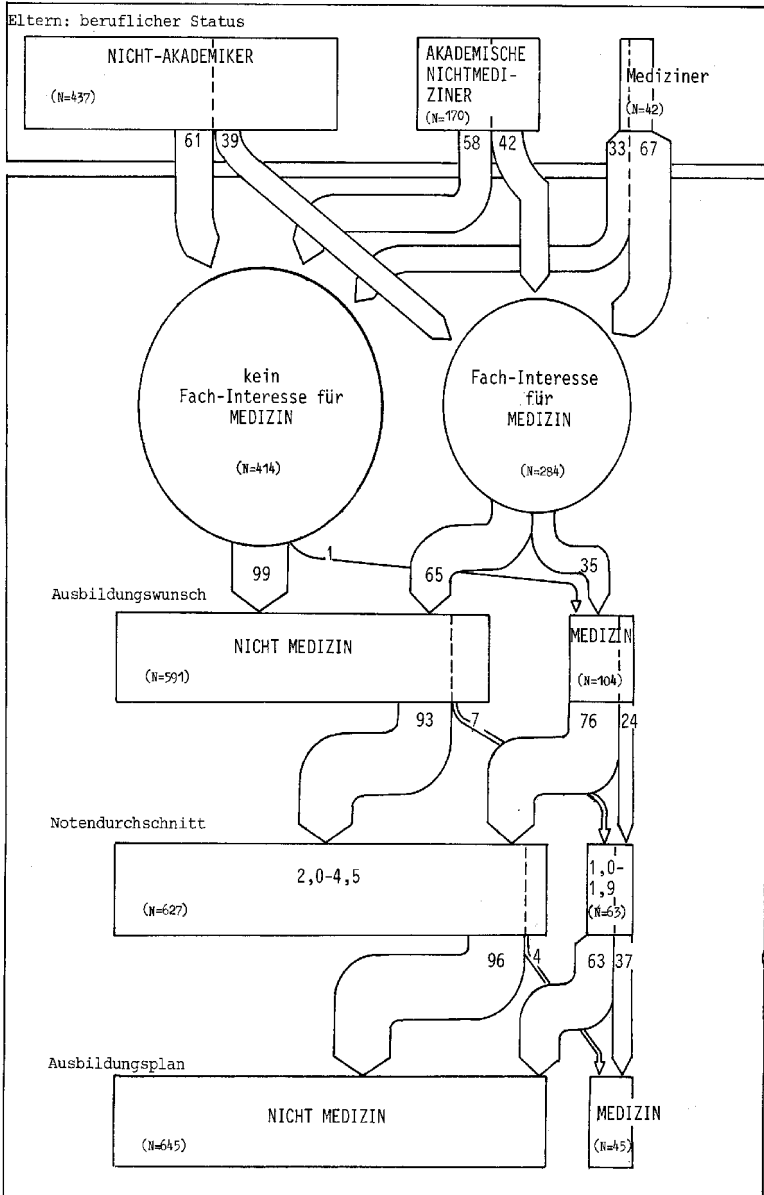 Eltern: beruflicher Status
NICHT-AKADEMIKER
(N=437)
AKADEMISCHE
NICHTMEDI-
ZINER
(N=170)
Mediziner
(N=42)
61
39
58
42
33
67
kein
Fach-Interesse für
MEDIZIN
(N=414)
Fach-Interesse
für
MEDIZIN
(N=284)
99
1
65
35
Ausbildungswunsch
NICHT MEDIZIN
(N=591)
MEDIZIN
(N=104)
93
7
76
24
Notendurchschnitt
2,0-4,5
(N=627)
1,0-
1,9
(N=63)
96
4
63
37
Ausbildungsplan
NICHT MEDIZIN
(N=645)
MEDIZIN
(N=45)